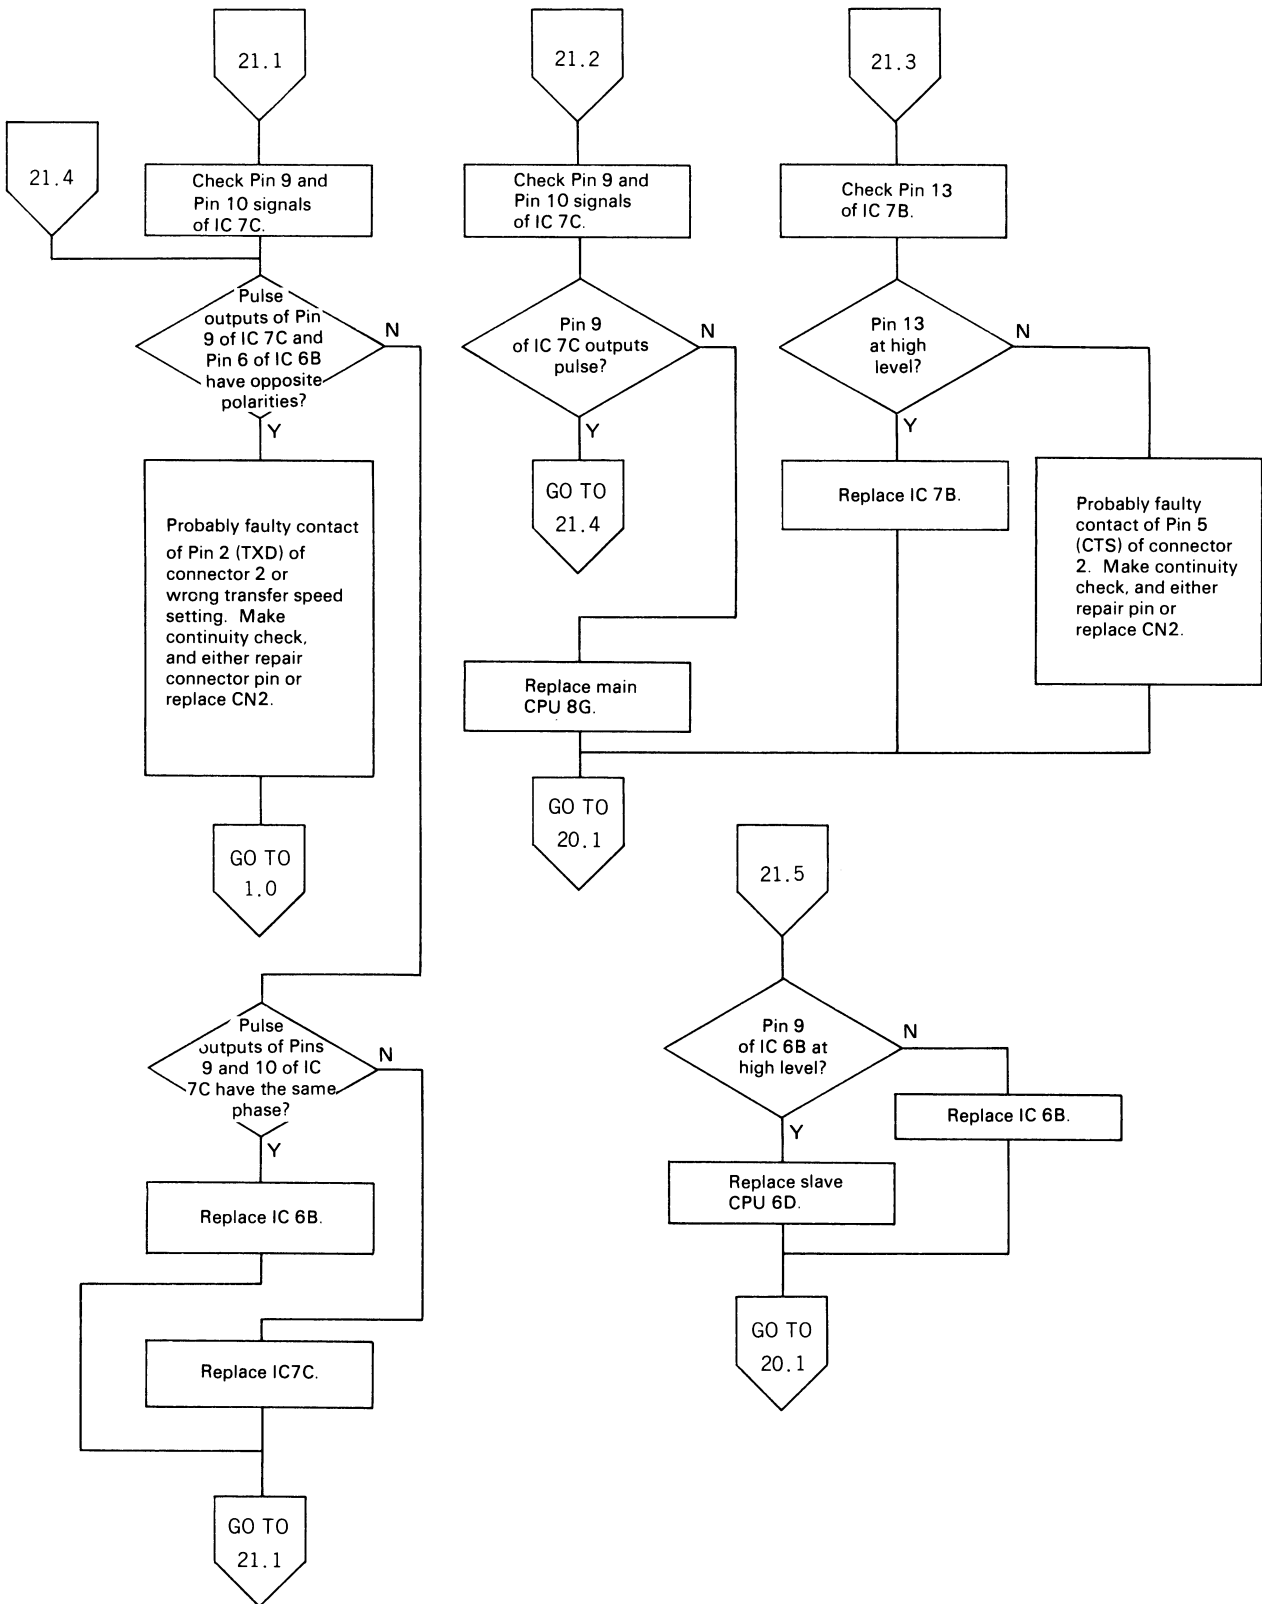 21.1
21.4
Check Pin 9 and
Pin 10 signals
of IC 7C.
Pulse
outputs of Pin
9 of IC 7C and
Pin 6 of IC 6B
have opposite
polarities?
N
Y
Probably faulty contact
of Pin 2 (TXD) of
connector 2 or
wrong transfer speed
setting. Make
continuity check,
and either repair
connector pin or
replace CN2.
GO TO
1.0
Pulse
outputs of Pins
9 and 10 of IC
7C have the same
phase?
N
Y
Replace IC 6B.
Replace IC7C.
GO TO
21.1
21.2
Check Pin 9 and
Pin 10 signals
of IC 7C.
Pin 9
of IC 7C outputs
pulse?
N
Y
GO TO
21.4
Replace main
CPU 8G.
GO TO
20.1
21.3
Check Pin 13
of IC 7B.
Pin 13
at high
level?
N
Y
Replace IC 7B.
Probably faulty
contact of Pin 5
(CTS) of connector
2. Make continuity
check, and either
repair pin or
replace CN2.
21.5
Pin 9
of IC 6B at
high level?
N
Y
Replace IC 6B.
Replace slave
CPU 6D.
GO TO
20.1